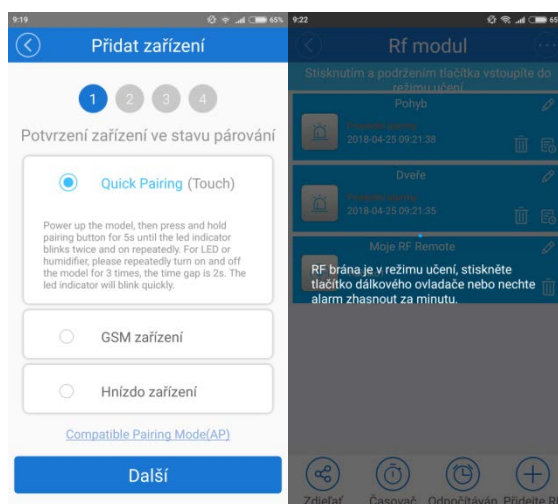 9:19
65%
Přidat zařízení
1 2 3 4
Potvrzení zařízení ve stavu párování
Quick Pairing (Touch)
Power up the model, then press and hold
pairing button for 5s until the led indicator
blinks twice and on repeatedly. For LED or
humidifier, please repeatedly turn on and off
the model for 3 times, the time gap is 2s. The
led indicator will blink quickly.
GSM zařízení
Hnízdo zařízení
Compatible Pairing Mode(AP)
Další
9:22
65
Rf modul
Stisknutím a podržením tlačítka vstoupíte do
režimu učení
Pohyb
2018-04-25 09:21:38
Dveře
2018-04-25 09:21:35
Moje RF Remote
RF brána je v režimu učení, stiskněte
tlačítko dálkového ovladače nebo nechte
alarm zhasnout za minutu.
Zdieľať Časovač Odpočítáván Přidejte R